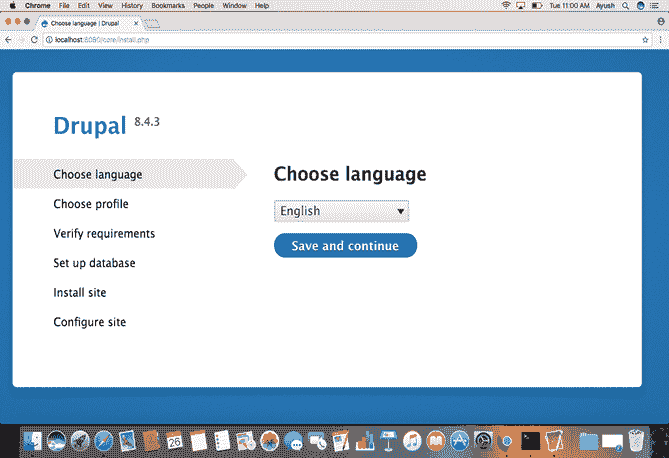 Chrome File Edit View History Bookmarks People Window Help Tue 11:00 AM Ayush
Choose language | Drupal
localhost:8080/core/install.php
Drupal 8.4.3
Choose language
Choose profile
Verify requirements
Set up database
Install site
Configure site
Choose language
English
Save and continue
26